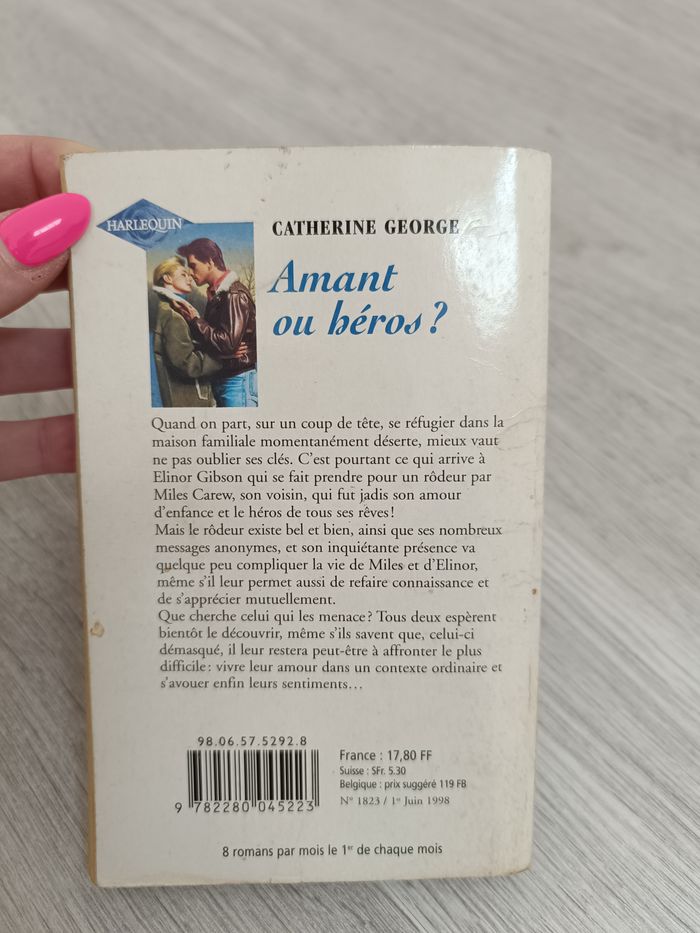 HARLEQUIN
CATHERINE GEORGE
Amant
ou héros ?
Quand on part, sur un coup de tête, se réfugier dans la
maison familiale momentanément déserte, mieux vaut
ne pas oublier ses clés. C'est pourtant ce qui arrive à
Elinor Gibson qui se fait prendre pour un rôdeur par
Miles Carew, son voisin, qui fut jadis son amour
d'enfance et le héros de tous ses rêves !
Mais le rôdeur existe bel et bien, ainsi que ses nombreux
messages anonymes, et son inquiétante présence va
quelque peu compliquer la vie de Miles et d'Elinor,
même s'il leur permet aussi de refaire connaissance et
de s'apprécier mutuellement.
Que cherche celui qui les menace ? Tous deux espèrent
bientôt le découvrir, même s'ils savent que, celui-ci
démasqué, il leur restera peut-être à affronter le plus
difficile : vivre leur amour dans un contexte ordinaire et
s'avouer enfin leurs sentiments…
98.06.57.5292.8
9 782280 045223
France : 17,80 FF
Suisse : SFr. 5.30
Belgique : prix suggéré 119 FB
N° 1823 / 1er Juin 1998
8 romans par mois le 1er de chaque mois